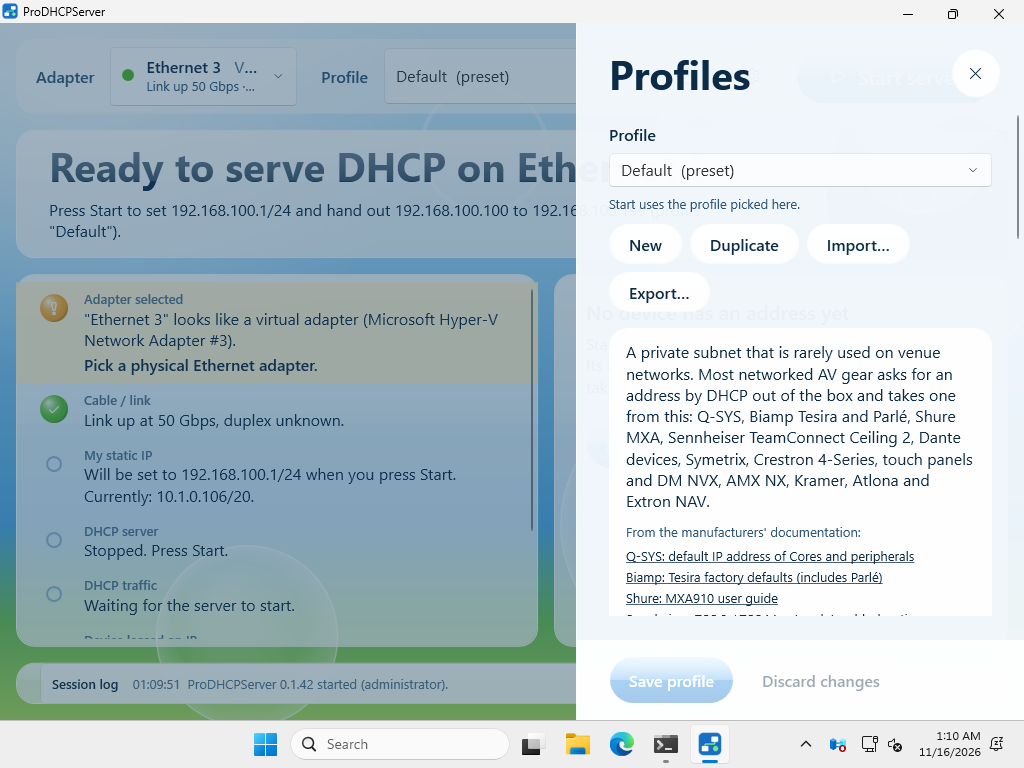 ProDHCPServer
Adapter
Ethernet 3 V...
Link up 50 Gbps ·...
Profile
Default (preset)
Ready to serve DHCP on Ethe
Press Start to set 192.168.100.1/24 and hand out 192.168.100.100 to 192.168.
"Default").
Adapter selected
"Ethernet 3" looks like a virtual adapter (Microsoft Hyper-V
Network Adapter #3).
Pick a physical Ethernet adapter.
Cable / link
Link up at 50 Gbps, duplex unknown.
My static IP
Will be set to 192.168.100.1/24 when you press Start.
Currently: 10.1.0.106/20.
DHCP server
Stopped. Press Start.
DHCP traffic
Waiting for the server to start.
Session log 01:09:51 ProDHCPServer 0.1.42 started (administrator).
No device has an address yet
Profiles
Profile
Default (preset)
Start uses the profile picked here.
New
Duplicate
Import...
Export...
A private subnet that is rarely used on venue
networks. Most networked AV gear asks for an
address by DHCP out of the box and takes one
from this: Q-SYS, Biamp Tesira and Parlé, Shure
MXA, Sennheiser TeamConnect Ceiling 2, Dante
devices, Symetrix, Crestron 4-Series, touch panels
and DM NVX, AMX NX, Kramer, Atlona and
Extron NAV.
From the manufacturers' documentation:
Q-SYS: default IP address of Cores and peripherals
Biamp: Tesira factory defaults (includes Parlé)
Shure: MXA910 user guide
Save profile
Discard changes
Search
1:10 AM
11/16/2026